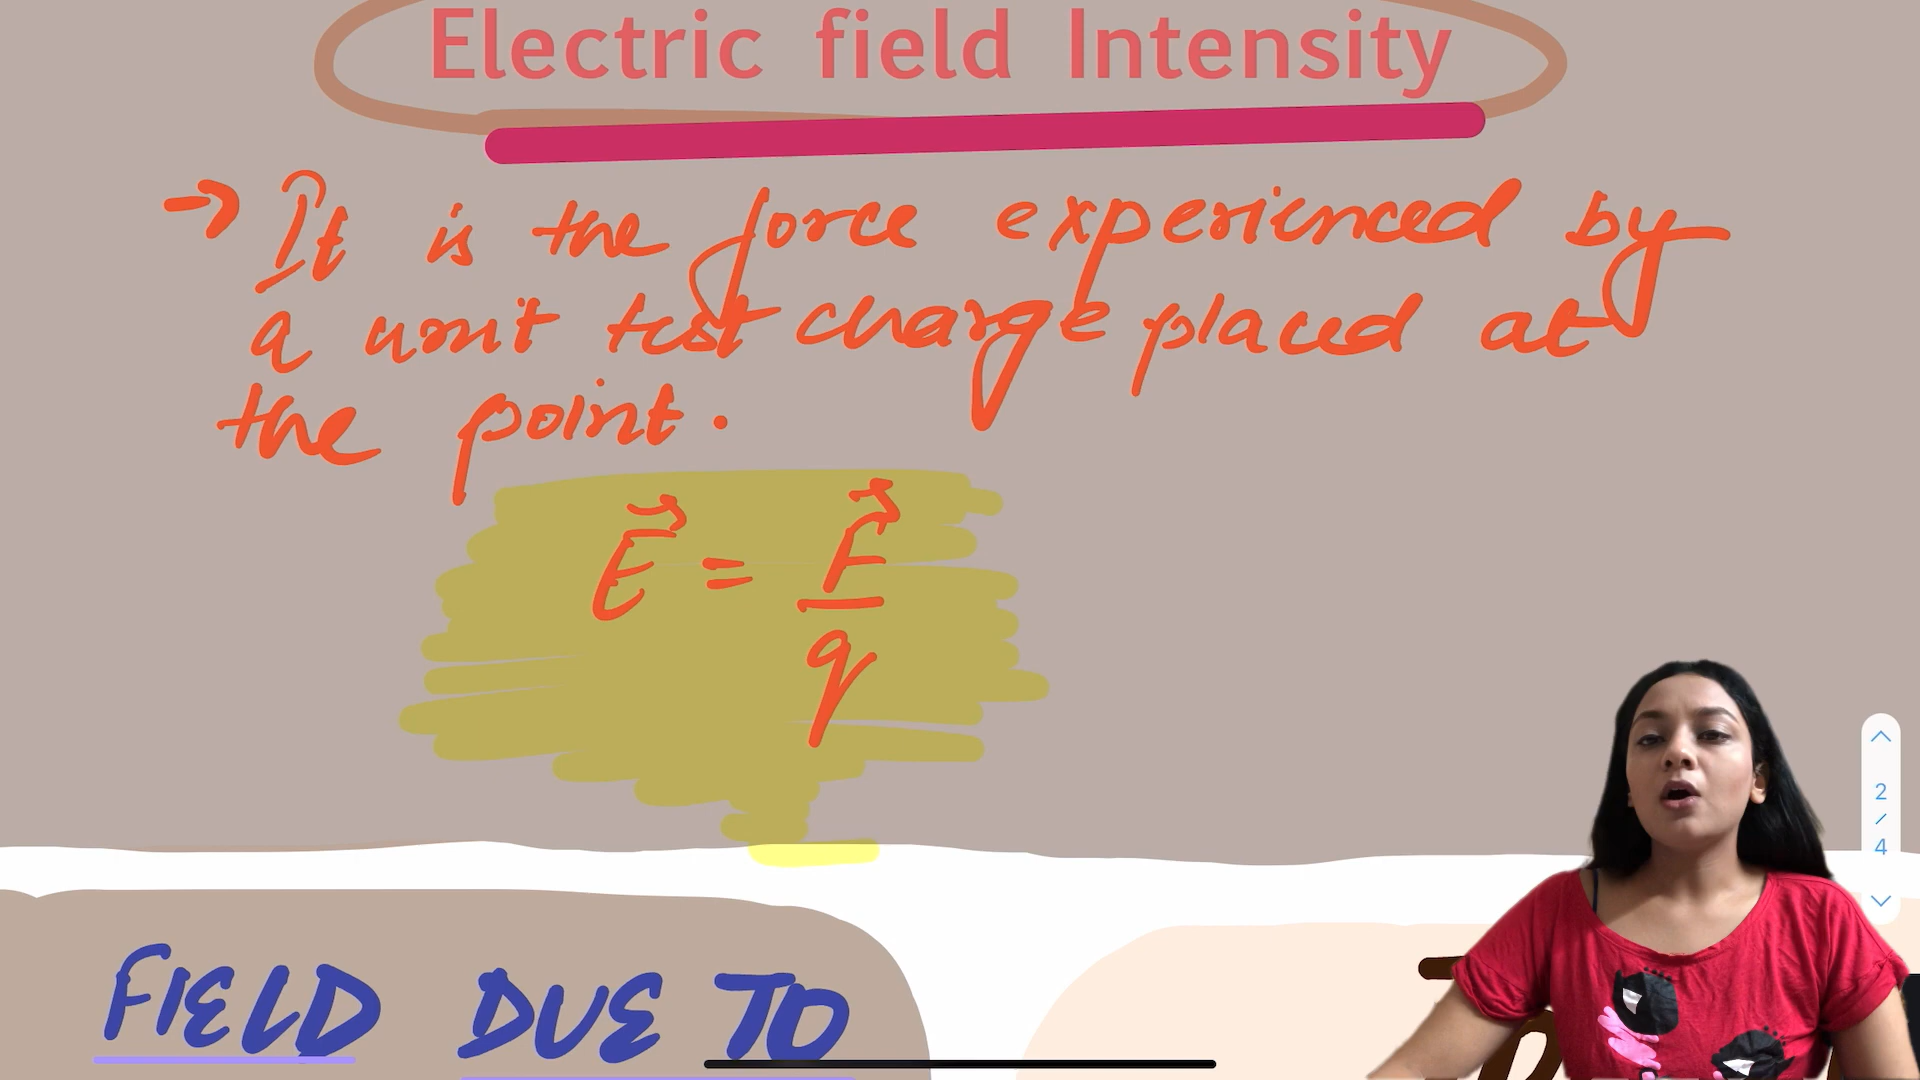 Electric field Intensity
→ It is the force experienced by
a unit test charge placed at
the point.
E⃗ = F⃗/q
FIELD DUE TO
2/4